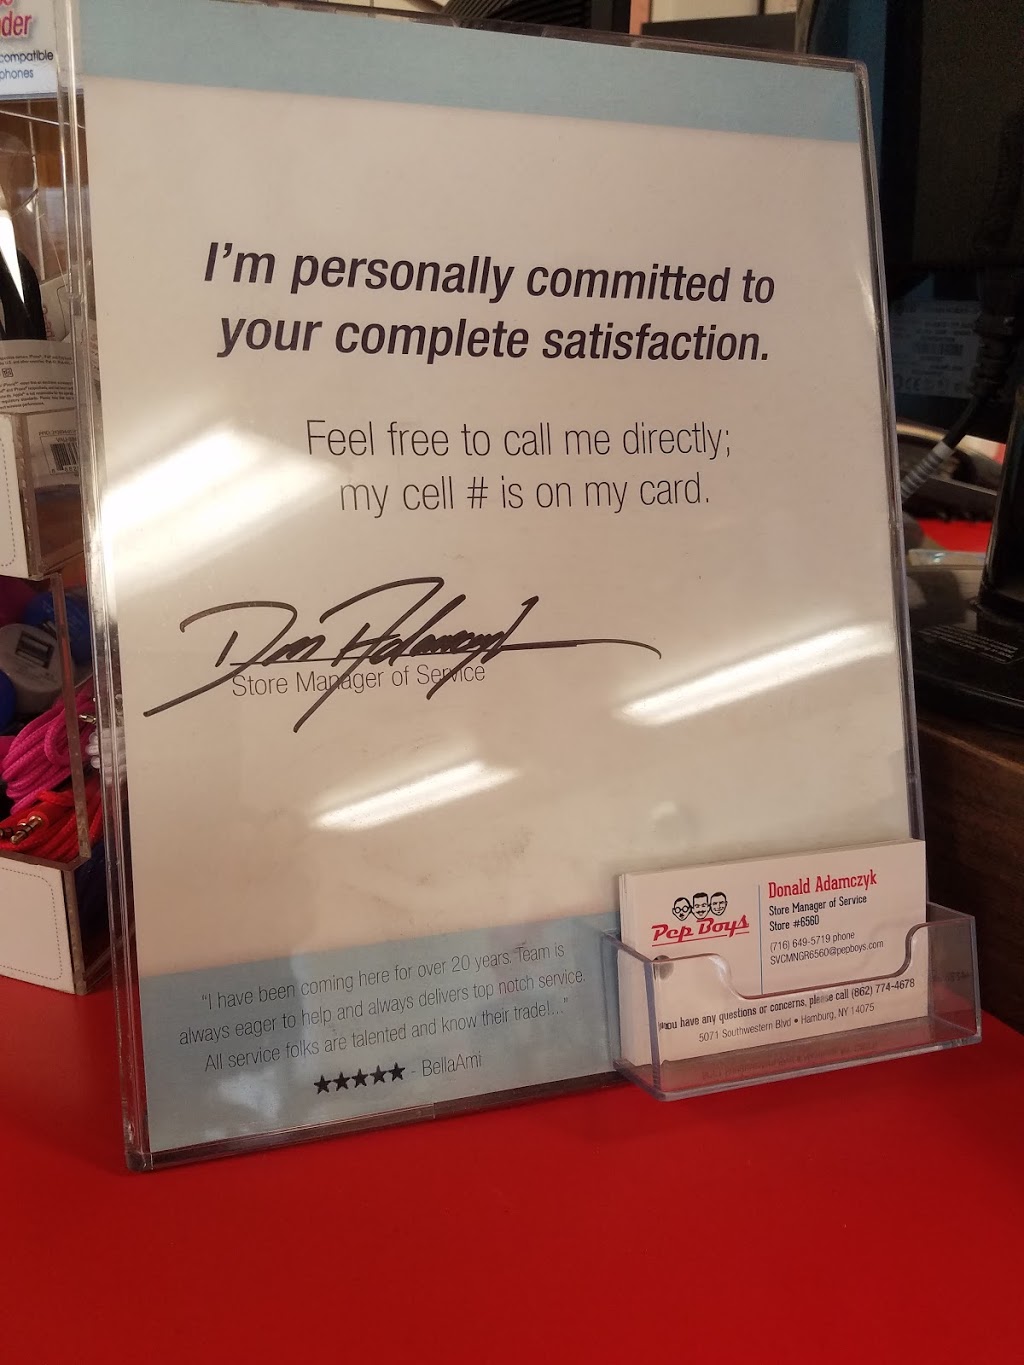 der
compatible
phones
I'm personally committed to
your complete satisfaction.
Feel free to call me directly;
my cell # is on my card.
Don Adamczyk
Store Manager of Service
"I have been coming here for over 20 years. Team is
always eager to help and always delivers top notch service.
All service folks are talented and know their trade!..."
★★★★★ - BellaAmi
Pep Boys
Donald Adamczyk
Store Manager of Service
Store #6560
(716) 649-5719 phone
SVCMNGR6560@pepboys.com
you have any questions or concerns, please call (862) 774-4678
5071 Southwestern Blvd • Hamburg, NY 14075